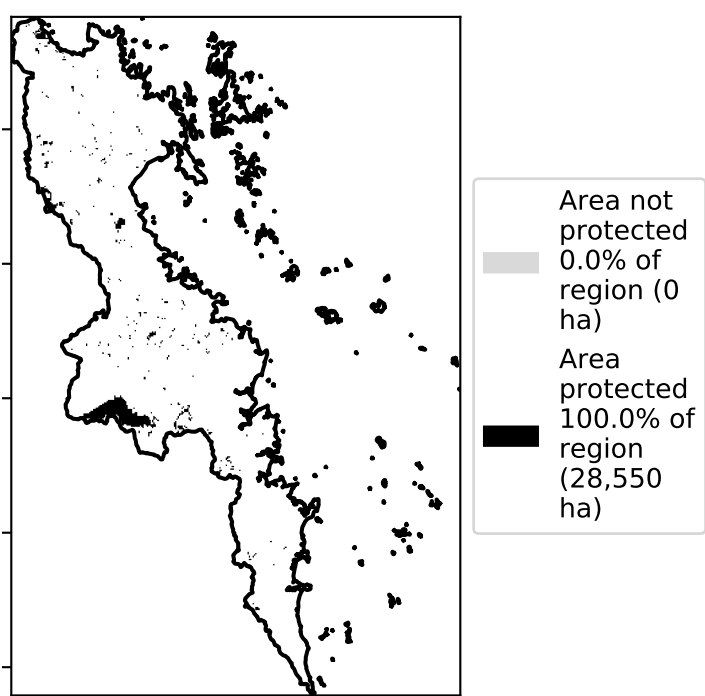 Area not
protected
0.0% of
region (0
ha)
Area
protected
100.0% of
region
(28,550
ha)